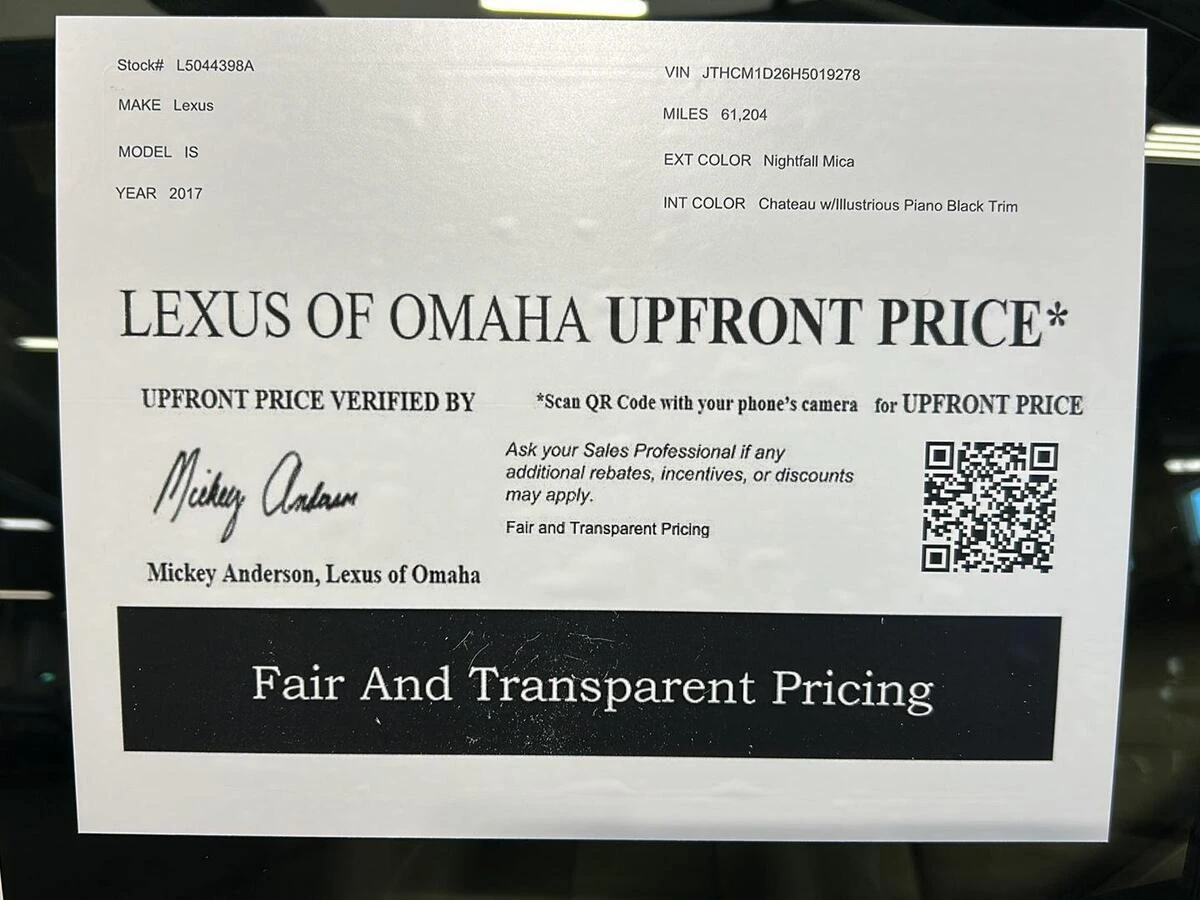 Stock# L5044398A
MAKE Lexus
MODEL IS
YEAR 2017
VIN JTHCM1D26H5019278
MILES 61,204
EXT COLOR Nightfall Mica
INT COLOR Chateau w/Illustrious Piano Black Trim
LEXUS OF OMAHA UPFRONT PRICE*
UPFRONT PRICE VERIFIED BY
*Scan QR Code with your phone's camera for UPFRONT PRICE
Mickey Anderson
Mickey Anderson, Lexus of Omaha
Ask your Sales Professional if any
additional rebates, incentives, or discounts
may apply.
Fair and Transparent Pricing
Fair And Transparent Pricing